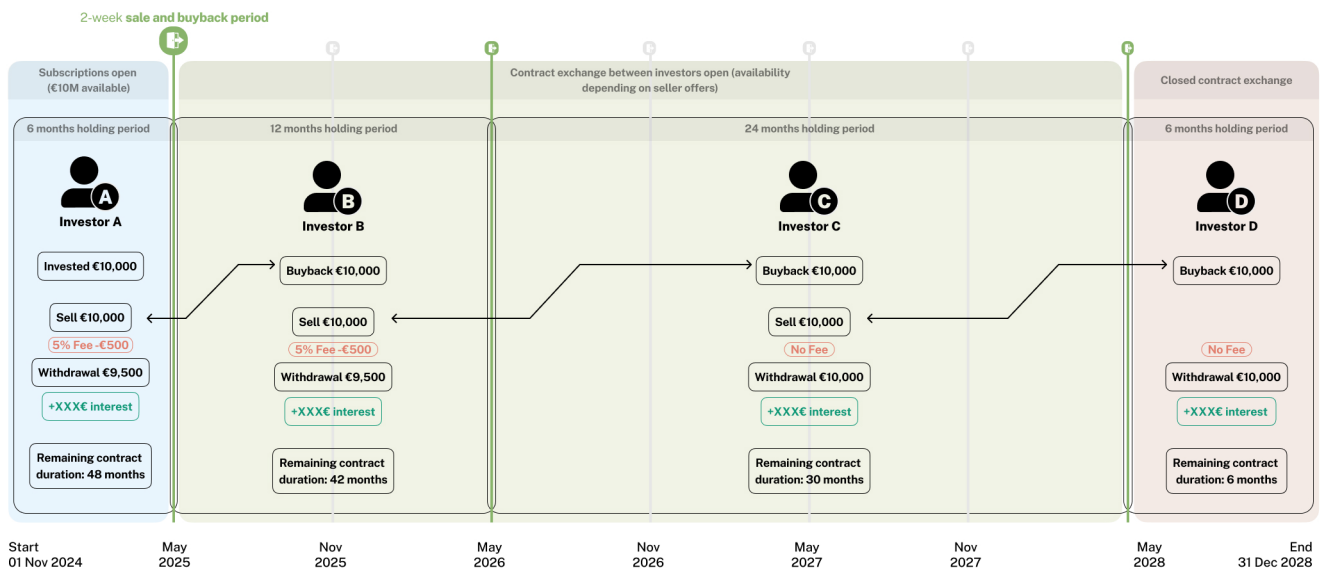 2-week sale and buyback period
Subscriptions open
(€10M available)
Contract exchange between investors open (availability
depending on seller offers)
Closed contract exchange
6 months holding period
12 months holding period
24 months holding period
6 months holding period
A
Investor A
Invested €10,000
Sell €10,000
5% Fee -€500
Withdrawal €9,500
+XXX€ interest
Remaining contract
duration: 48 months
B
Investor B
Buyback €10,000
Sell €10,000
5% Fee -€500
Withdrawal €9,500
+XXX€ interest
Remaining contract
duration: 42 months
C
Investor C
Buyback €10,000
Sell €10,000
No Fee
Withdrawal €10,000
+XXX€ interest
Remaining contract
duration: 30 months
D
Investor D
Buyback €10,000
No Fee
Withdrawal €10,000
+XXX€ interest
Remaining contract
duration: 6 months
Start
01 Nov 2024
May
2025
Nov
2025
May
2026
Nov
2026
May
2027
Nov
2027
May
2028
End
31 Dec 2028